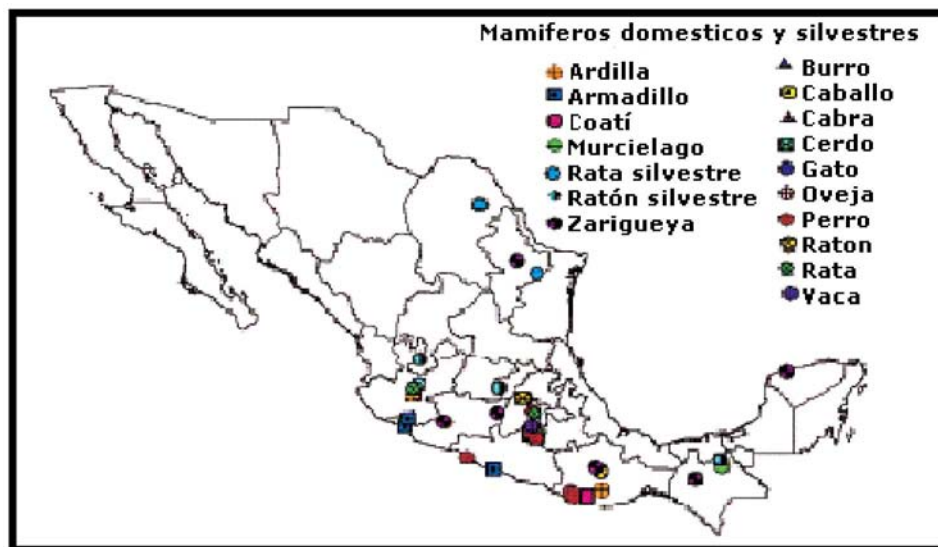 Mamiferos domesticos y silvestres
Ardilla
Armadillo
Coatí
Murcielago
Rata silvestre
Ratón silvestre
Zarigueya
Burro
Caballo
Cabra
Cerdo
Gato
Oveja
Perro
Raton
Rata
Vaca